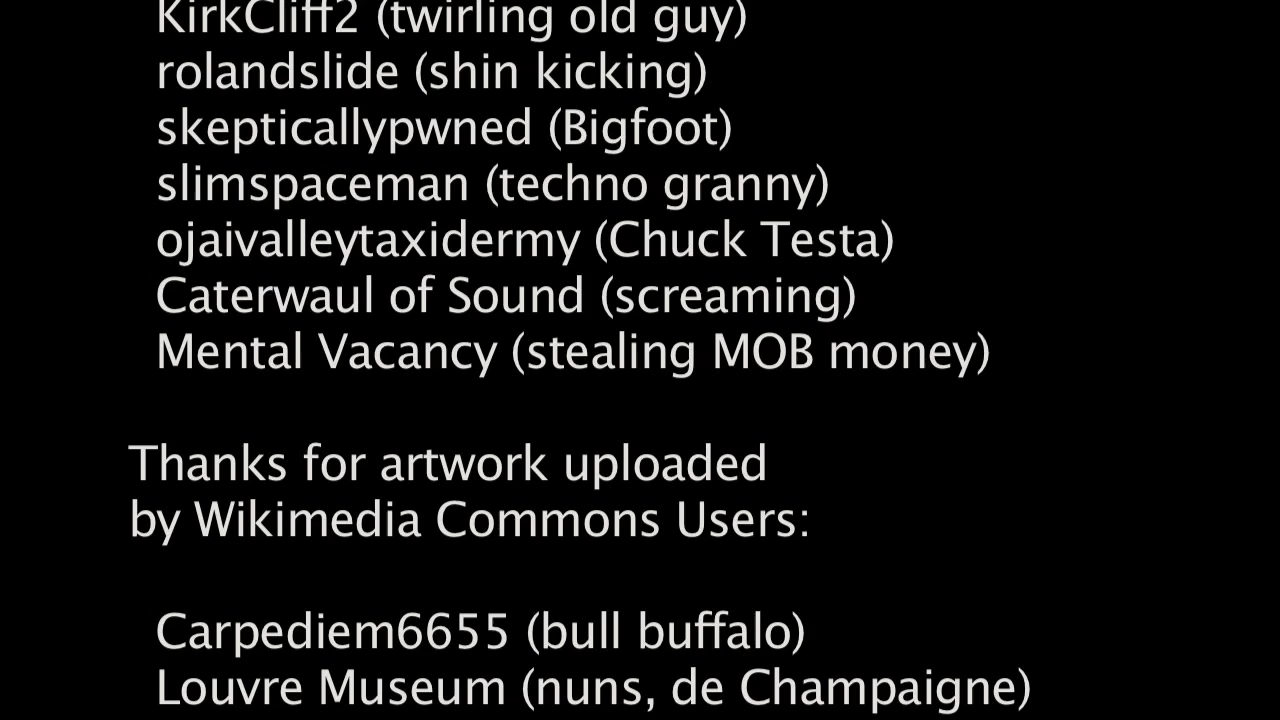 KirkCliff2 (twirling old guy)
rolandslide (shin kicking)
skepticallypwned (Bigfoot)
slimspaceman (techno granny)
ojaivalleytaxidermy (Chuck Testa)
Caterwaul of Sound (screaming)
Mental Vacancy (stealing MOB money)
Thanks for artwork uploaded
by Wikimedia Commons Users:
Carpediem6655 (bull buffalo)
Louvre Museum (nuns, de Champaigne)